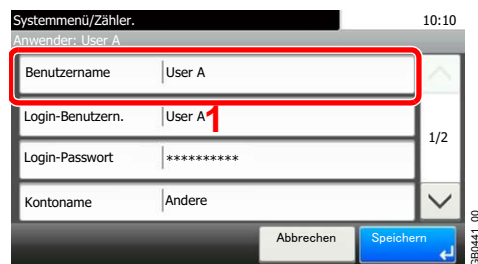 Systemmenü/Zähler.
10:10
Anwender: User A
Benutzername User A
Login-Benutzern. User A
1
1/2
Login-Passwort **********
Kontoname Andere
Abbrechen Speichern
GB0441_00